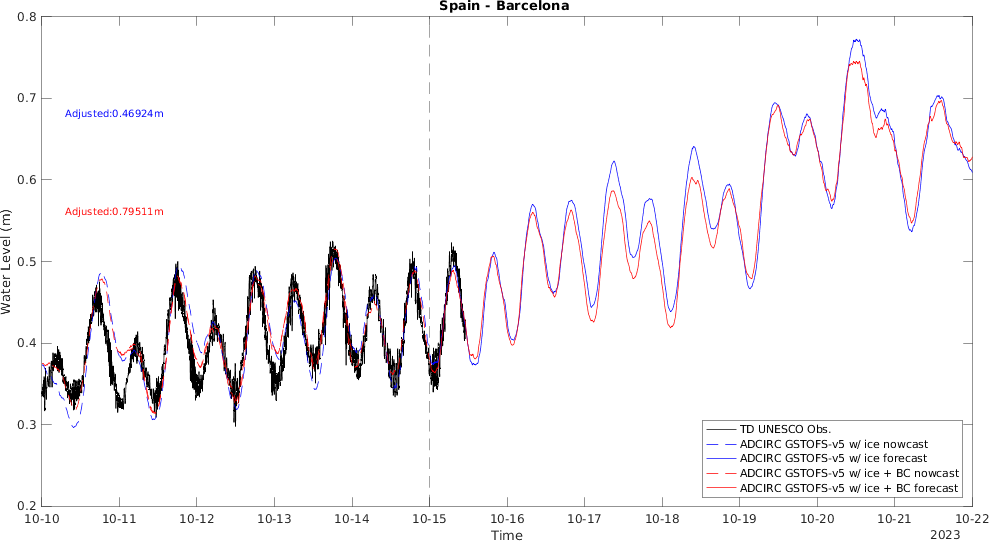 Spain - Barcelona
0.8
0.7
0.6
0.5
0.4
0.3
0.2
Water Level (m)
Adjusted:0.46924m
Adjusted:0.79511m
TD UNESCO Obs.
ADCIRC GSTOFS-v5 w/ ice nowcast
ADCIRC GSTOFS-v5 w/ ice forecast
ADCIRC GSTOFS-v5 w/ ice + BC nowcast
ADCIRC GSTOFS-v5 w/ ice + BC forecast
10-10 10-11 10-12 10-13 10-14 10-15 10-16 10-17 10-18 10-19 10-20 10-21 10-22
Time
2023